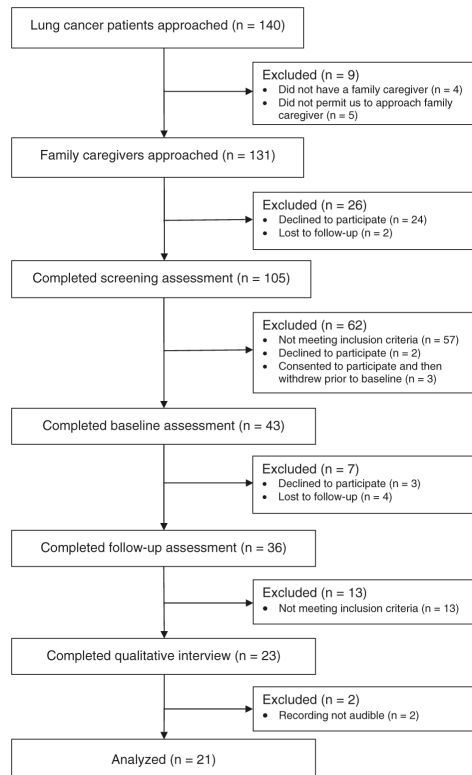 Lung cancer patients approached (n = 140)
Excluded (n = 9)
• Did not have a family caregiver (n = 4)
• Did not permit us to approach family
caregiver (n = 5)
Family caregivers approached (n = 131)
Excluded (n = 26)
• Declined to participate (n = 24)
• Lost to follow-up (n = 2)
Completed screening assessment (n = 105)
Excluded (n = 62)
• Not meeting inclusion criteria (n = 57)
• Declined to participate (n = 2)
• Consented to participate and then
withdrew prior to baseline (n = 3)
Completed baseline assessment (n = 43)
Excluded (n = 7)
• Declined to participate (n = 3)
• Lost to follow-up (n = 4)
Completed follow-up assessment (n = 36)
Excluded (n = 13)
• Not meeting inclusion criteria (n = 13)
Completed qualitative interview (n = 23)
Excluded (n = 2)
• Recording not audible (n = 2)
Analyzed (n = 21)